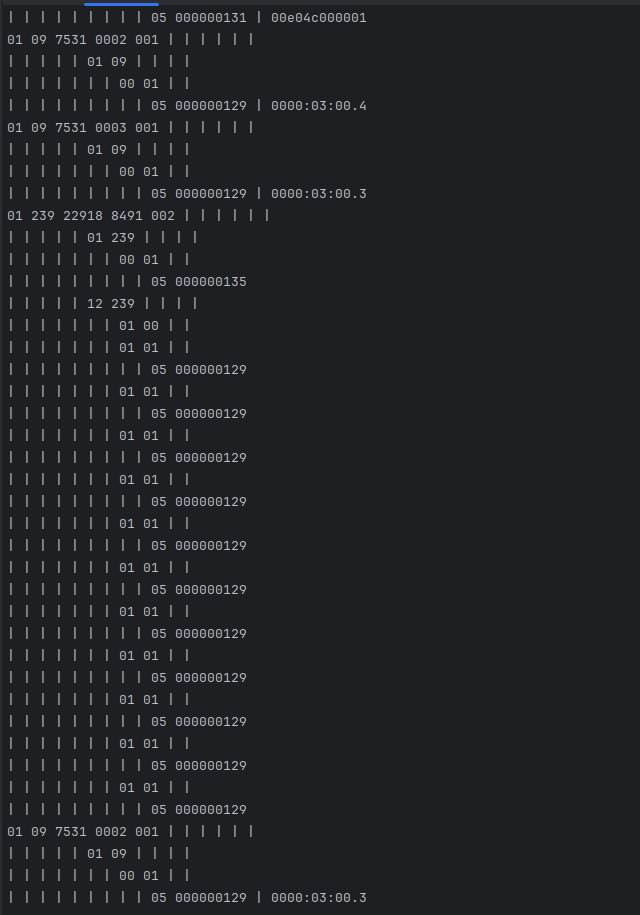 | | | | | | | | | 05 000000131 | 00e04c000001
01 09 7531 0002 001 | | | | | |
| | | | | 01 09 | | | |
| | | | | | | 00 01 | |
| | | | | | | | | 05 000000129 | 0000:03:00.4
01 09 7531 0003 001 | | | | | |
| | | | | 01 09 | | | |
| | | | | | | 00 01 | |
| | | | | | | | | 05 000000129 | 0000:03:00.3
01 239 22918 8491 002 | | | | | |
| | | | | 01 239 | | | |
| | | | | | | 00 01 | |
| | | | | | | | | 05 000000135
| | | | | 12 239 | | | |
| | | | | | | 01 00 | |
| | | | | | | 01 01 | |
| | | | | | | | | 05 000000129
| | | | | | | 01 01 | |
| | | | | | | | | 05 000000129
| | | | | | | 01 01 | |
| | | | | | | | | 05 000000129
| | | | | | | 01 01 | |
| | | | | | | | | 05 000000129
| | | | | | | 01 01 | |
| | | | | | | | | 05 000000129
| | | | | | | 01 01 | |
| | | | | | | | | 05 000000129
| | | | | | | 01 01 | |
| | | | | | | | | 05 000000129
| | | | | | | 01 01 | |
| | | | | | | | | 05 000000129
| | | | | | | 01 01 | |
| | | | | | | | | 05 000000129
| | | | | | | 01 01 | |
| | | | | | | | | 05 000000129
| | | | | | | 01 01 | |
| | | | | | | | | 05 000000129
01 09 7531 0002 001 | | | | | |
| | | | | 01 09 | | | |
| | | | | | | 00 01 | |
| | | | | | | | | 05 000000129 | 0000:03:00.3